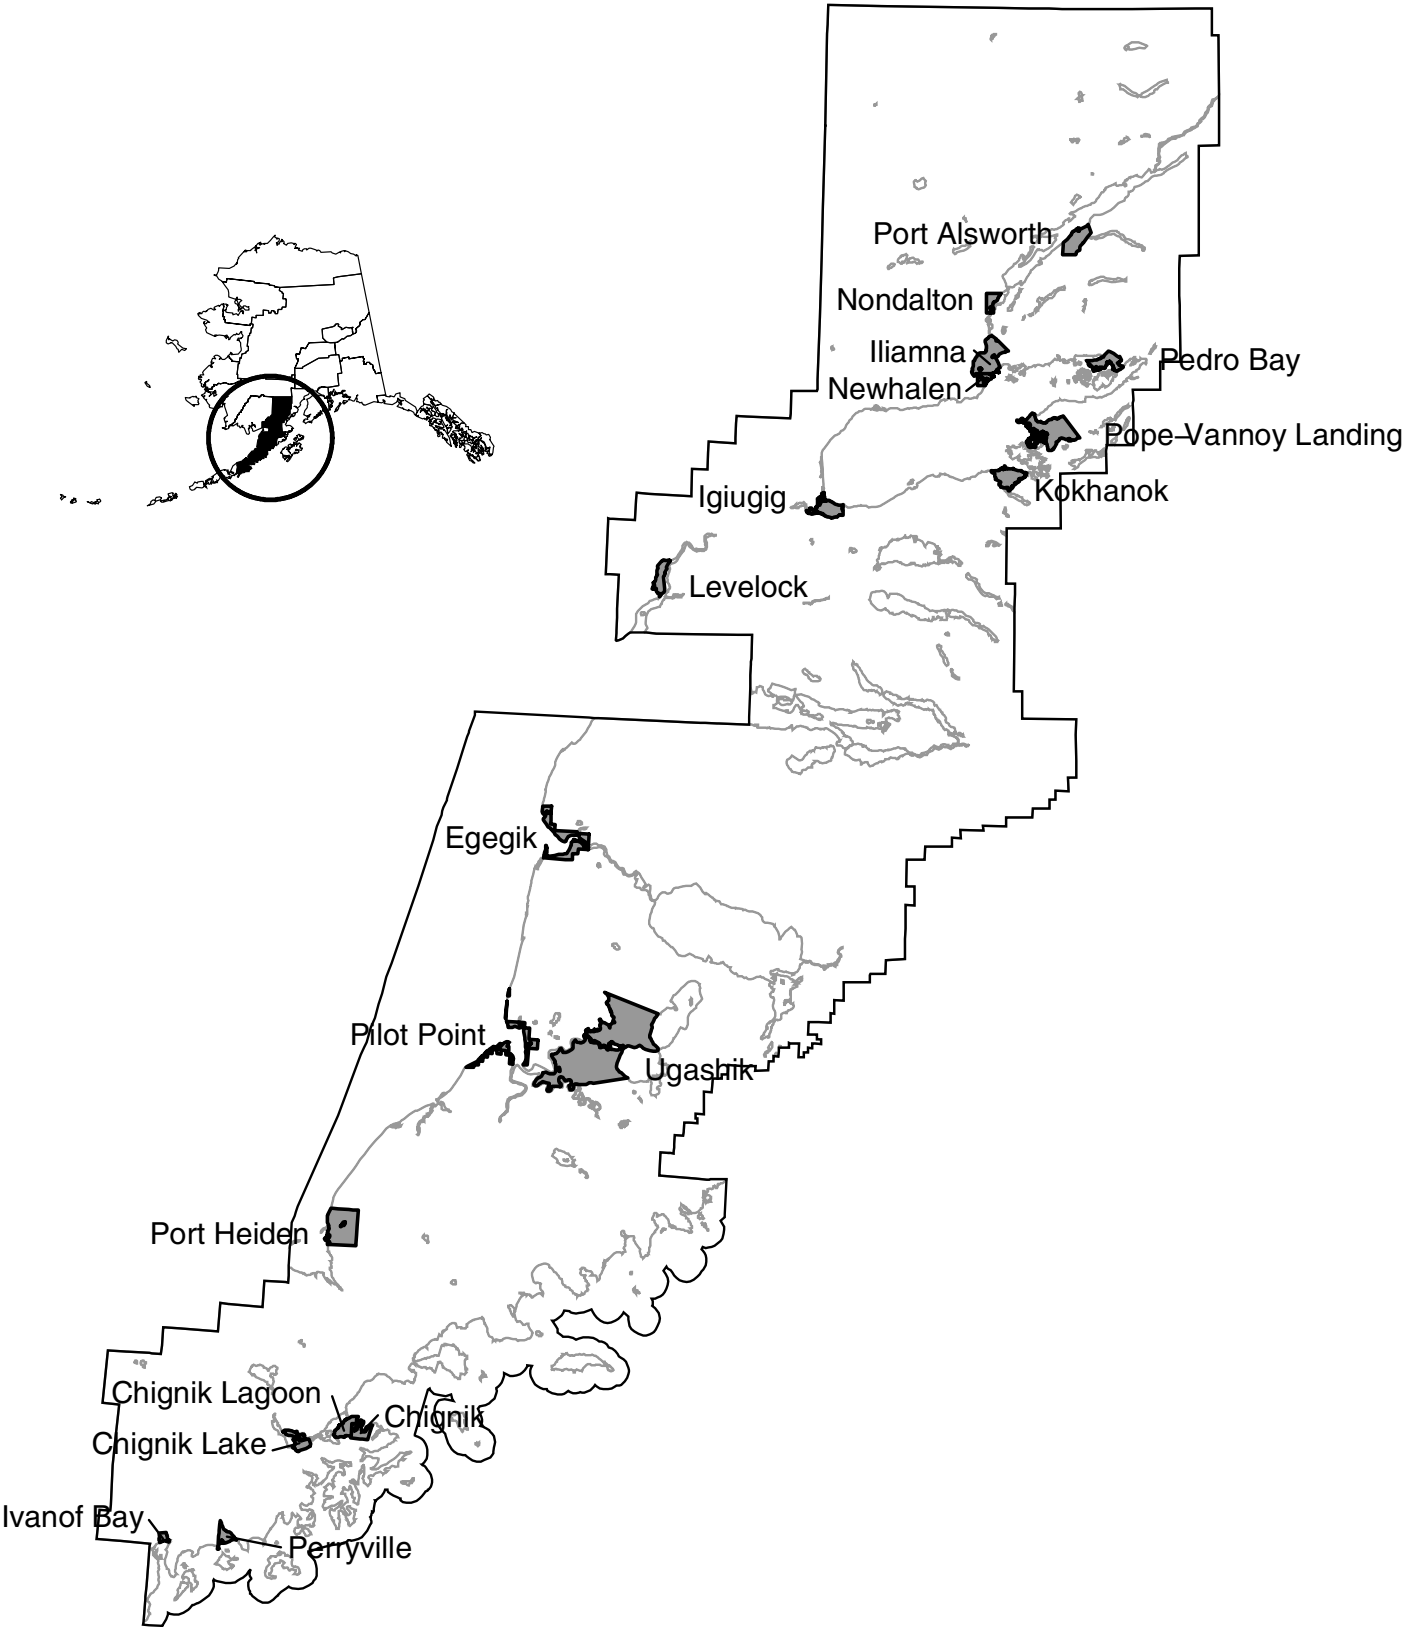 Port Alsworth
Nondalton
Iliamna
Pedro Bay
Newhalen
Pope-Vannoy Landing
Igiugig
Kokhanok
Levelock
Egegik
Pilot Point
Ugashik
Port Heiden
Chignik Lagoon
Chignik
Chignik Lake
Ivanof Bay
Perryville